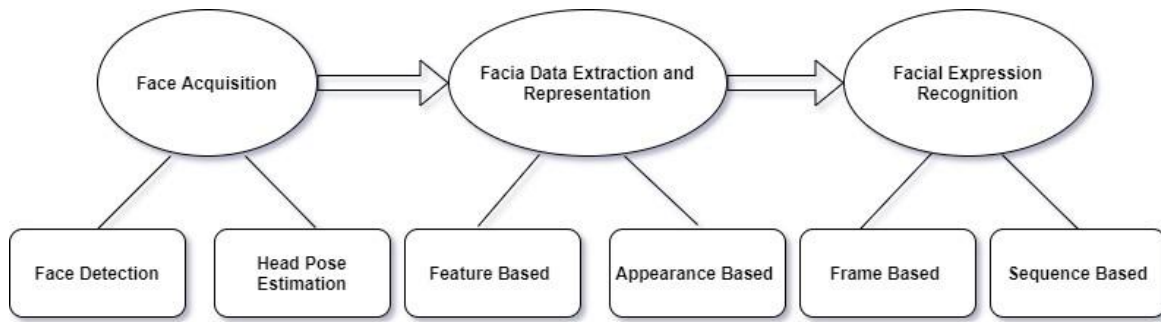 Face Acquisition
Facia Data Extraction and
Representation
Facial Expression
Recognition
Face Detection
Head Pose
Estimation
Feature Based
Appearance Based
Frame Based
Sequence Based